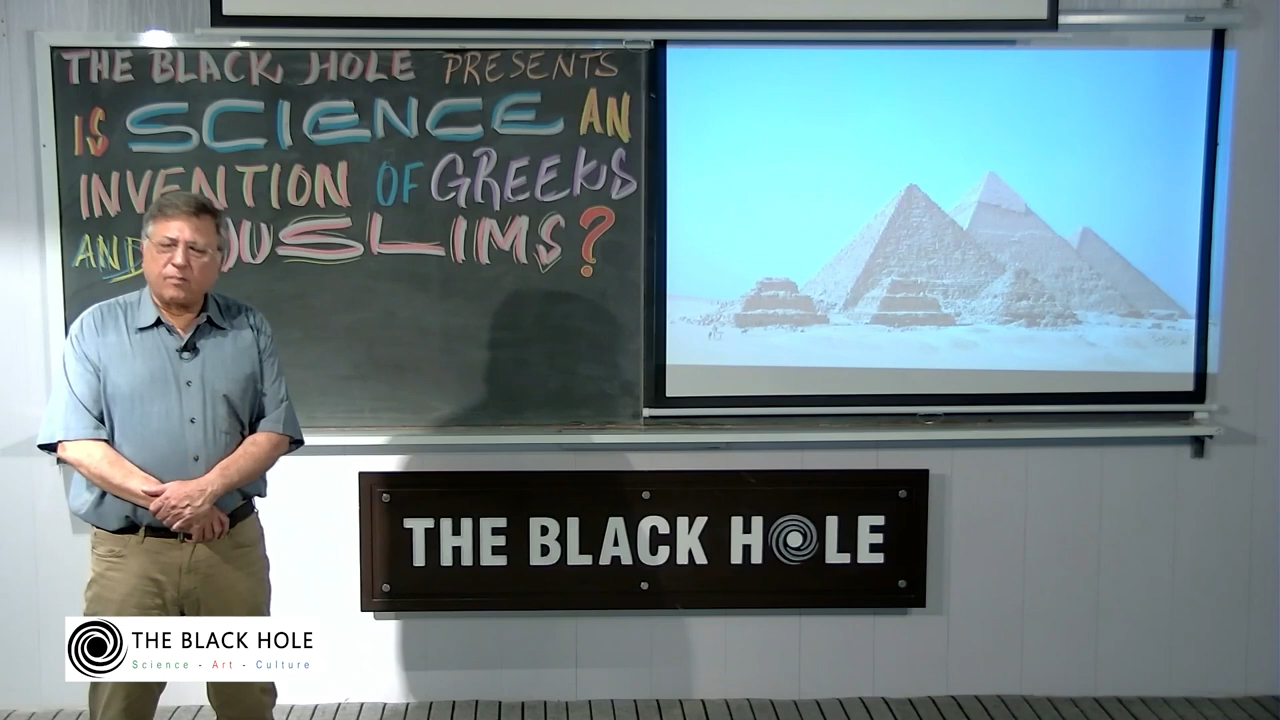 THE BLACK HOLE PRESENTS
IS SCIENCE AN
INVENTION OF GREEKS
AND MUSLIMS?
THE BLACK HOLE
THE BLACK HOLE
Science - Art - Culture